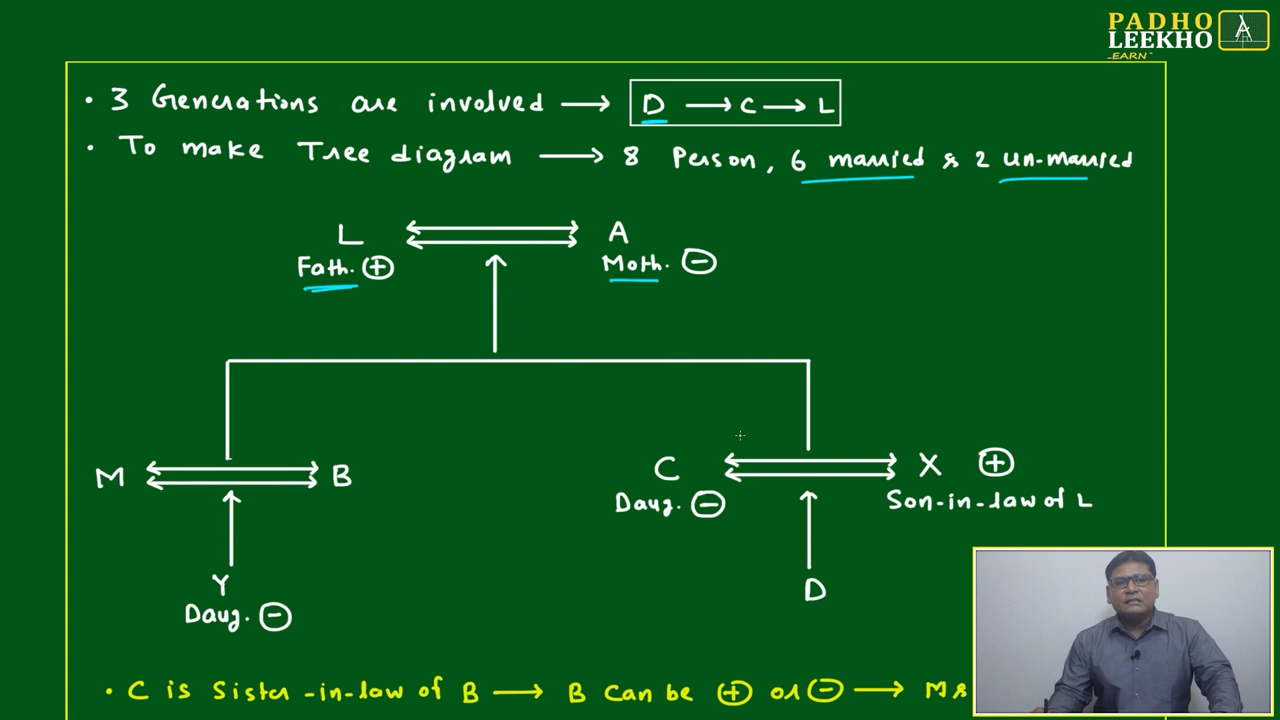 PADHO
LEEKHO
EARN
• 3 Generations are involved → D → C → L
• To make Tree diagram → 8 Person, 6 married & 2 un-married
L A
Fath. + Moth. -
M B C X +
Daug. - Son-in-law of L
Y D
Daug. -
• C is Sister-in-law of B → B can be + or - → M &